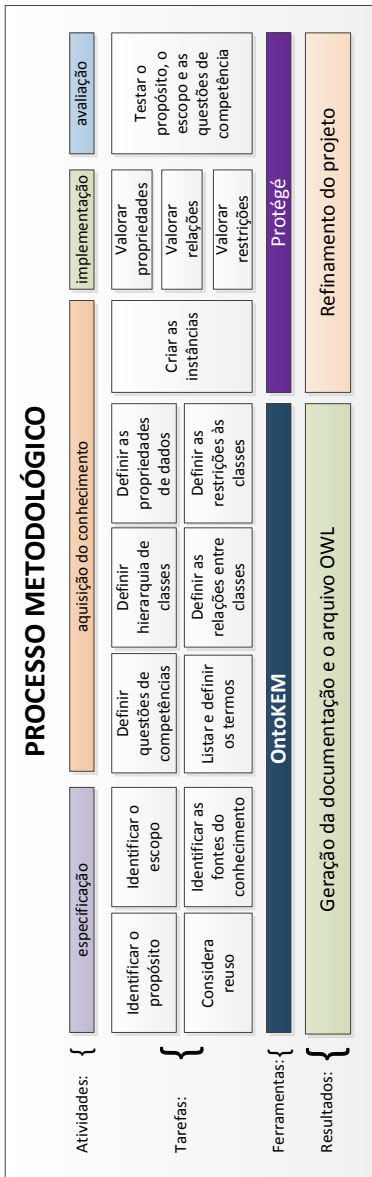 PROCESSO METODOLÓGICO
Atividades:
especificação
aquisição do conhecimento
implementação
avaliação
Tarefas:
Identificar o
propósito
Identificar o
escopo
Considera
reuso
Identificar as
fontes do
conhecimento
Definir
questões de
competências
Definir
hierarquia de
classes
Definir as
propriedades
de dados
Listar e definir
os termos
Definir as
relações entre
classes
Definir as
restrições às
classes
Criar as
instâncias
Valorar
propriedades
Valorar
relações
Valorar
restrições
Testar o
propósito, o
escopo e as
questões de
competência
Ferramentas:
OntoKEM
Protégé
Resultados:
Geração da documentação e o arquivo OWL
Refinamento do projeto